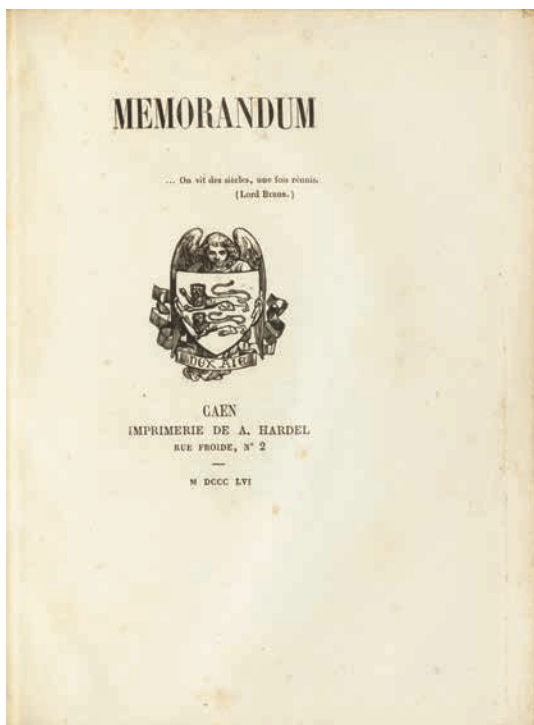 MEMORANDUM
... On vit des siècles, une fois réunis.
(Lord BYRON.)
DEX AIE
CAEN
IMPRIMERIE DE A. HARDEL
RUE FROIDE, N° 2
M DCCC LVI